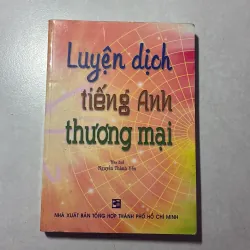 Luyện dịch
tiếng Anh
thương mại
NHÀ XUẤT BẢN TỔNG HỢP THÀNH PHỐ HỒ CHÍ MINH